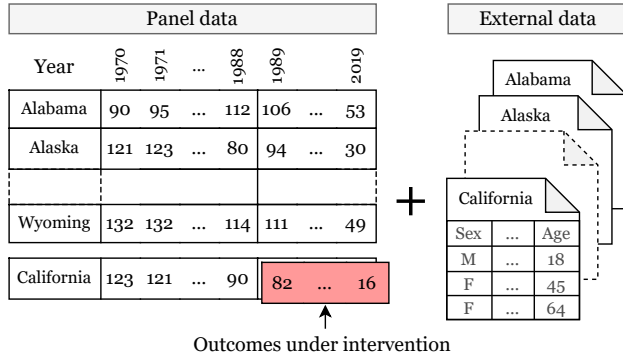 Panel data
External data
Year 1970 1971 ... 1988 1989 2019
Alabama 90 95 ... 112 106 ... 53
Alaska 121 123 ... 80 94 ... 30
Wyoming 132 132 ... 114 111 ... 49
California 123 121 ... 90 82 ... 16
Outcomes under intervention
Alabama
Alaska
+
California
Sex ... Age
M ... 18
F ... 45
F ... 64